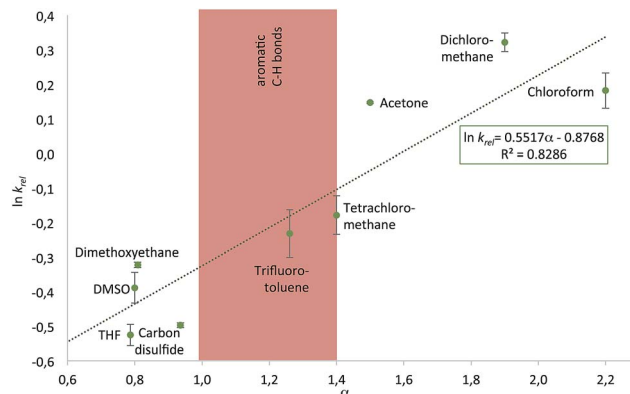 0,4
0,3
0,2
0,1
0,0
-0,1
-0,2
-0,3
-0,4
-0,5
-0,6
ln k_rel
aromatic
C-H bonds
Dichloro-
methane
Acetone
Chloroform
ln k_rel= 0.5517α - 0.8768
R² = 0.8286
Tetrachloro-
methane
Trifluoro-
toluene
Dimethoxyethane
DMSO
THF
Carbon
disulfide
0,6
0,8
1,0
1,2
1,4
1,6
1,8
2,0
2,2
α